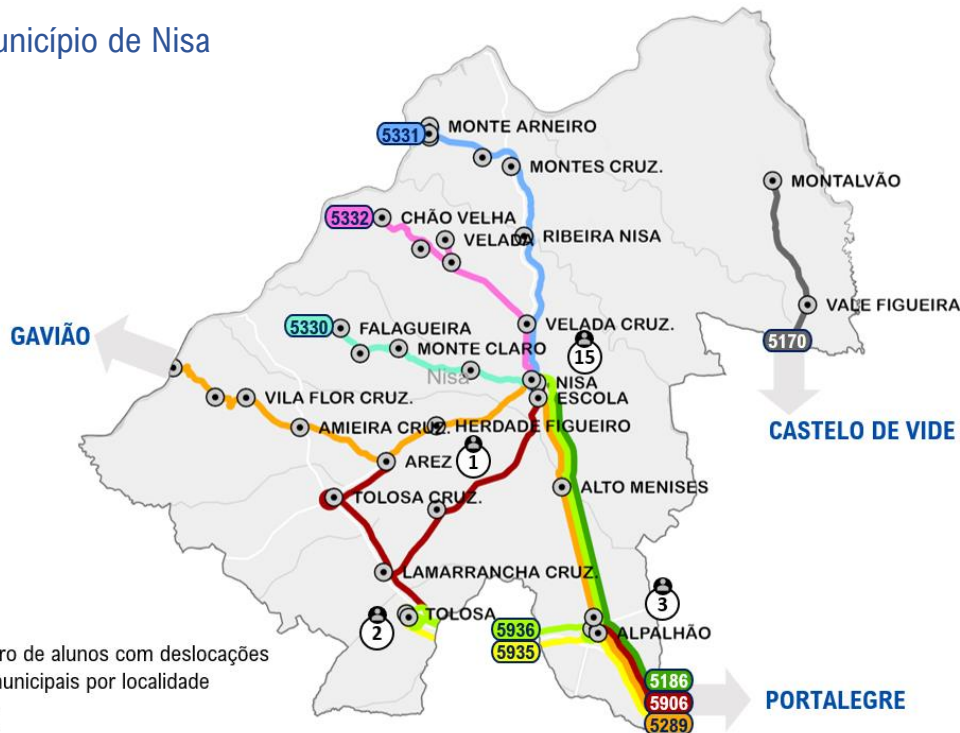 unicípio de Nisa
5331
MONTE ARNEIRO
MONTES CRUZ.
MONTALVÃO
5332
CHÃO VELHA
VELADA
RIBEIRA NISA
VALE FIGUEIRA
5330
FALAGUEIRA
VELADA CRUZ.
GAVIÃO
MONTE CLARO
15
5170
Nisa
NISA
VILA FLOR CRUZ.
ESCOLA
AMIEIRA CRUZ.
HERDADE FIGUEIRO
CASTELO DE VIDE
AREZ
1
ALTO MENISES
TOLOSA CRUZ.
LAMARRANCHA CRUZ.
3
TOLOSA
2
5936
ALPALHÃO
5935
ro de alunos com deslocações
unicipais por localidade
5186
5906
PORTALEGRE
5289